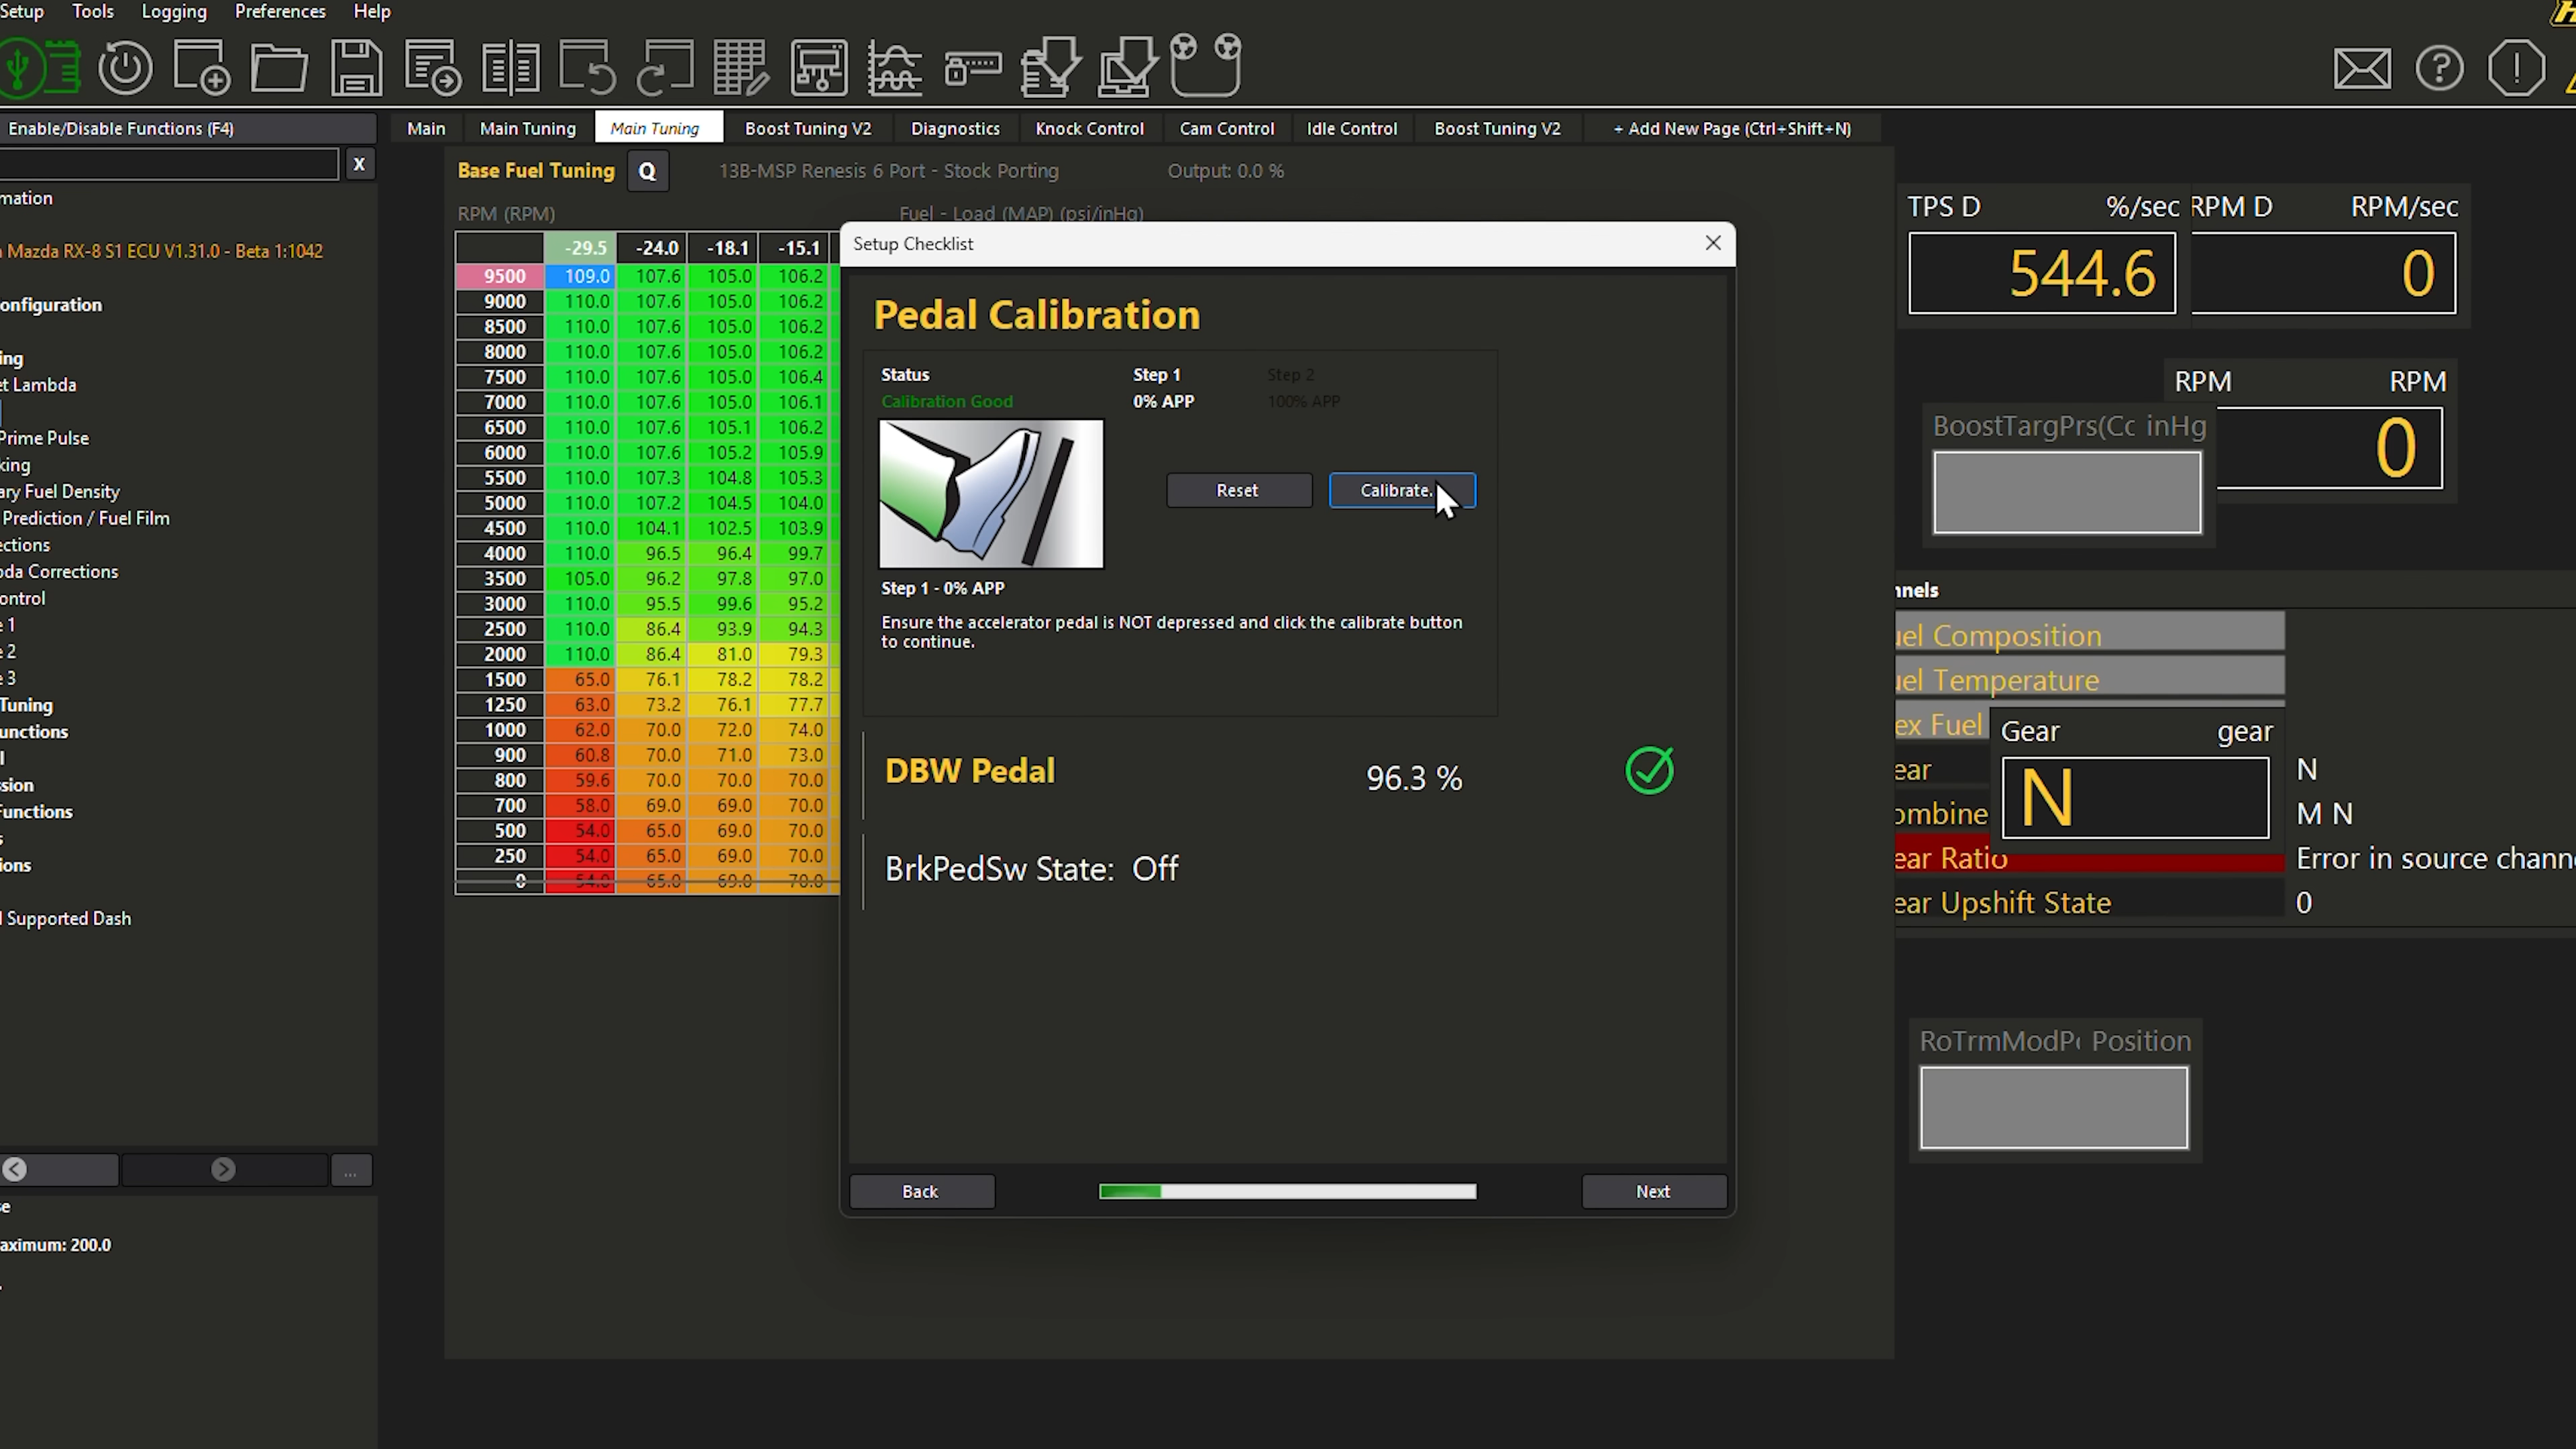 Setup Tools Logging Preferences Help
Enable/Disable Functions (F4)
Main Main Tuning Main Tuning Boost Tuning V2 Diagnostics Knock Control Cam Control Idle Control Boost Tuning V2 + Add New Page (Ctrl+Shift+N)
X
mation
Mazda RX-8 S1 ECU V1.31.0 - Beta 1:1042
onfiguration
ing
et Lambda
Prime Pulse
king
ary Fuel Density
Prediction / Fuel Film
ections
bda Corrections
ontrol
e 1
e 2
e 3
Tuning
unctions
l
sion
Functions
s
ions
l Supported Dash
...
se
aximum: 200.0
Base Fuel Tuning Q 13B-MSP Renesis 6 Port - Stock Porting Output: 0.0 %
RPM (RPM) Fuel - Load (MAP) (psi/inHg)
-29.5 -24.0 -18.1 -15.1
9500 109.0 107.6 105.0 106.2
9000 110.0 107.6 105.0 106.2
8500 110.0 107.6 105.0 106.2
8000 110.0 107.6 105.0 106.2
7500 110.0 107.6 105.0 106.4
7000 110.0 107.6 105.0 106.1
6500 110.0 107.6 105.1 106.2
6000 110.0 107.6 105.2 105.9
5500 110.0 107.3 104.8 105.3
5000 110.0 107.2 104.5 104.0
4500 110.0 104.1 102.5 103.9
4000 110.0 96.5 96.4 99.7
3500 105.0 96.2 97.8 97.0
3000 110.0 95.5 99.6 95.2
2500 110.0 86.4 93.9 94.3
2000 110.0 86.4 81.0 79.3
1500 65.0 76.1 78.2 78.2
1250 63.0 73.2 76.1 77.7
1000 62.0 70.0 72.0 74.0
900 60.8 70.0 71.0 73.0
800 59.6 70.0 70.0 70.0
700 58.0 69.0 69.0 70.0
500 54.0 65.0 69.0 70.0
250 54.0 65.0 69.0 70.0
0 54.0 65.0 69.0 70.0
Setup Checklist
Pedal Calibration
Status Step 1 Step 2
Calibration Good 0% APP 100% APP
Reset Calibrate.
Step 1 - 0% APP
Ensure the accelerator pedal is NOT depressed and click the calibrate button
to continue.
DBW Pedal 96.3 %
BrkPedSw State: Off
Back Next
TPS D %/sec RPM D RPM/sec
544.6 0
RPM RPM
0
BoostTargPrs(Cc inHg
nnels
uel Composition
uel Temperature
ex Fuel
Gear gear
N
ear N
ombine M N
ear Ratio Error in source chann
ear Upshift State 0
RoTrmModP Position